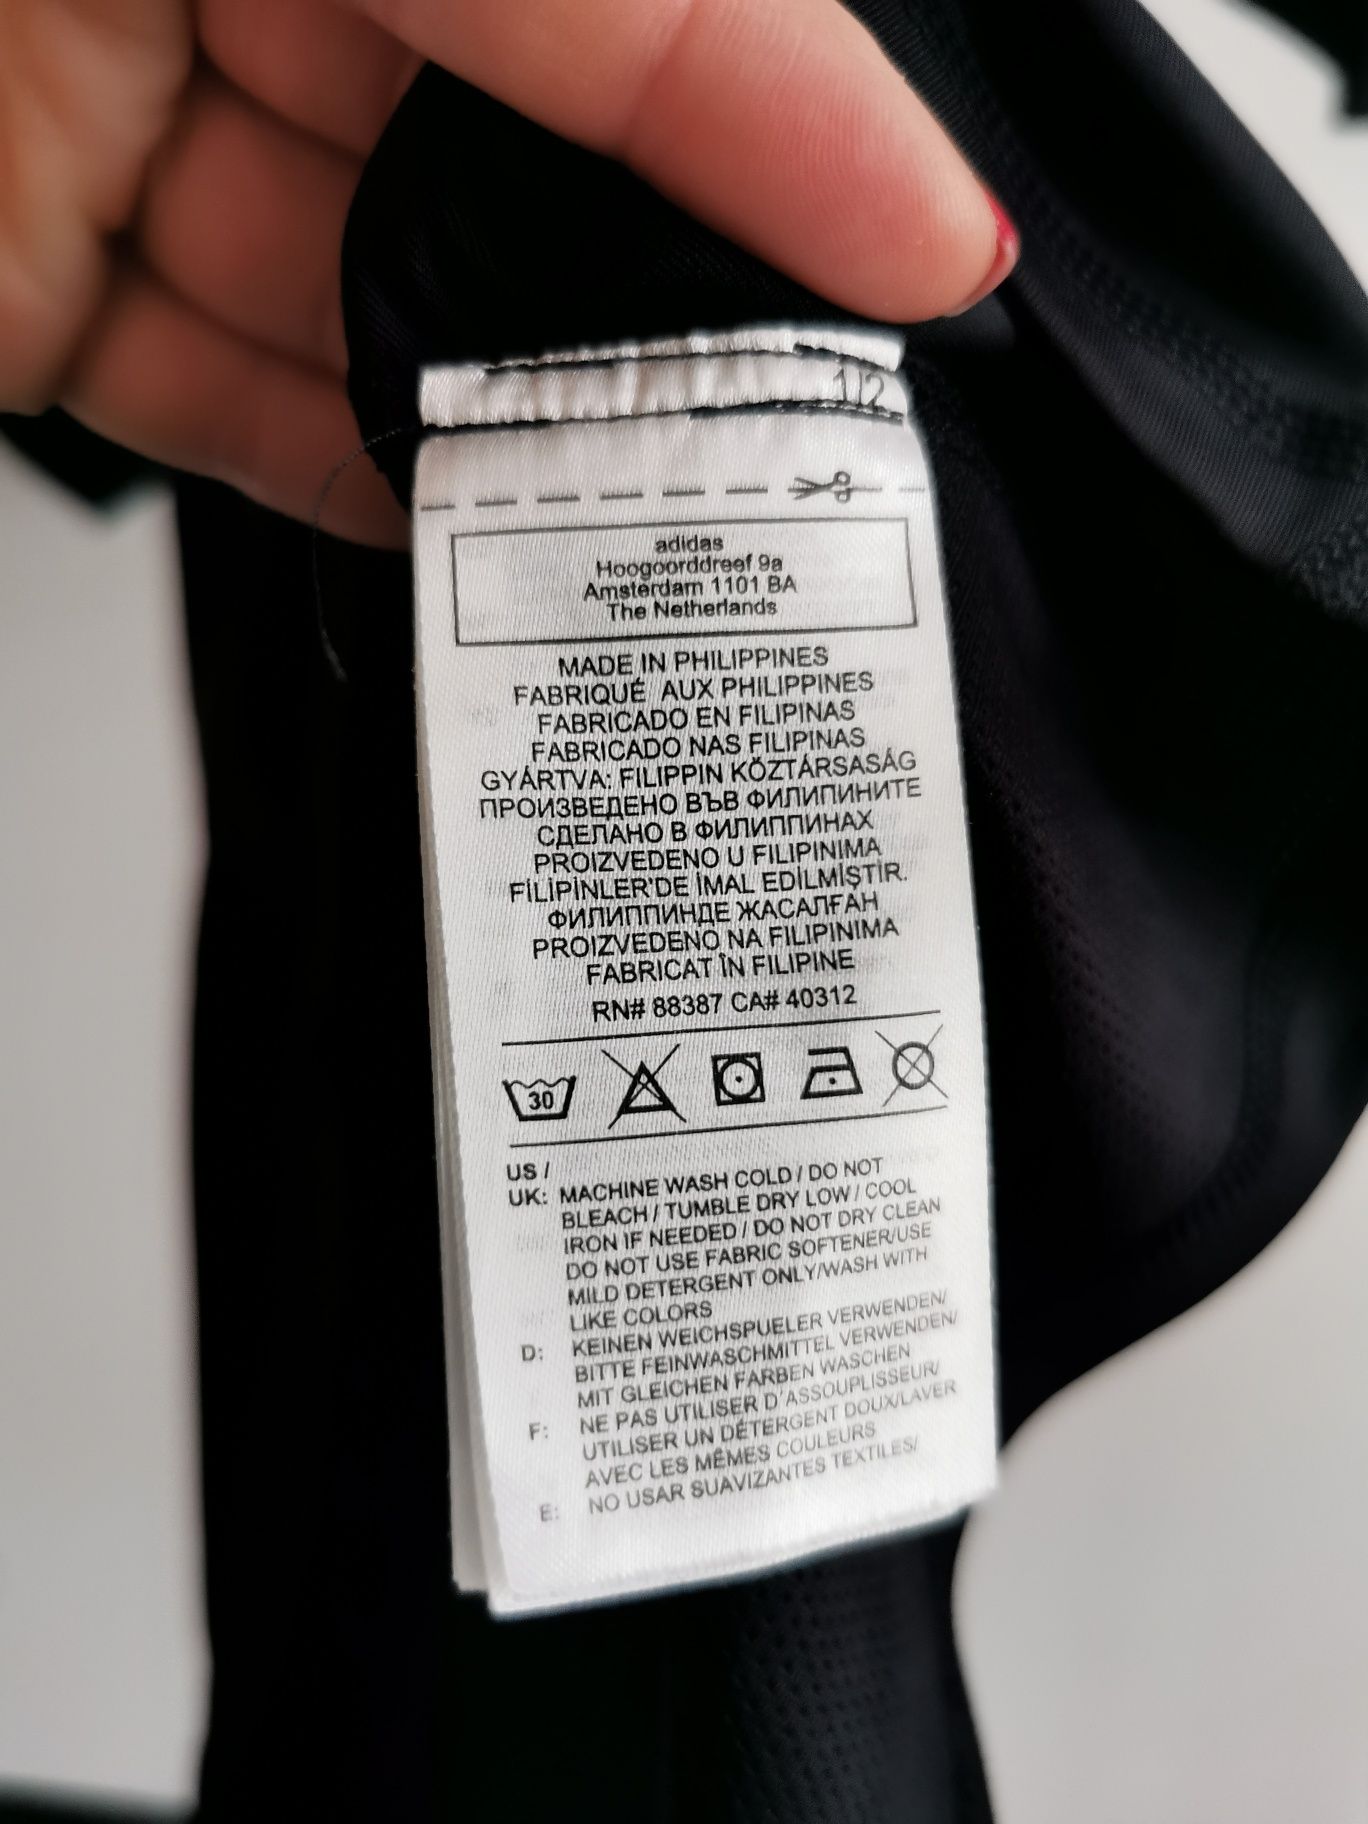 1/2
adidas
Hoogoorddreef 9a
Amsterdam 1101 BA
The Netherlands
MADE IN PHILIPPINES
FABRIQUÉ AUX PHILIPPINES
FABRICADO EN FILIPINAS
FABRICADO NAS FILIPINAS
GYÁRTVA: FILIPPIN KÖZTÁRSASÁG
ПРОИЗВЕДЕНО ВЪВ ФИЛИПИНИТЕ
СДЕЛАНО В ФИЛИППИНАХ
PROIZVEDENO U FILIPINIMA
FİLİPİNLER'DE İMAL EDİLMİŞTİR.
ФИЛИППИНДЕ ЖАСАЛҒАН
PROIZVEDENO NA FILIPINIMA
FABRICAT ÎN FILIPINE
RN# 88387 CA# 40312
30
US /
UK: MACHINE WASH COLD / DO NOT
BLEACH / TUMBLE DRY LOW / COOL
IRON IF NEEDED / DO NOT DRY CLEAN
DO NOT USE FABRIC SOFTENER/USE
MILD DETERGENT ONLY/WASH WITH
LIKE COLORS
D: KEINEN WEICHSPUELER VERWENDEN/
BITTE FEINWASCHMITTEL VERWENDEN/
MIT GLEICHEN FARBEN WASCHEN
F: NE PAS UTILISER D'ASSOUPLISSEUR/
UTILISER UN DÉTERGENT DOUX/LAVER
AVEC LES MÊMES COULEURS
E: NO USAR SUAVIZANTES TEXTILES/